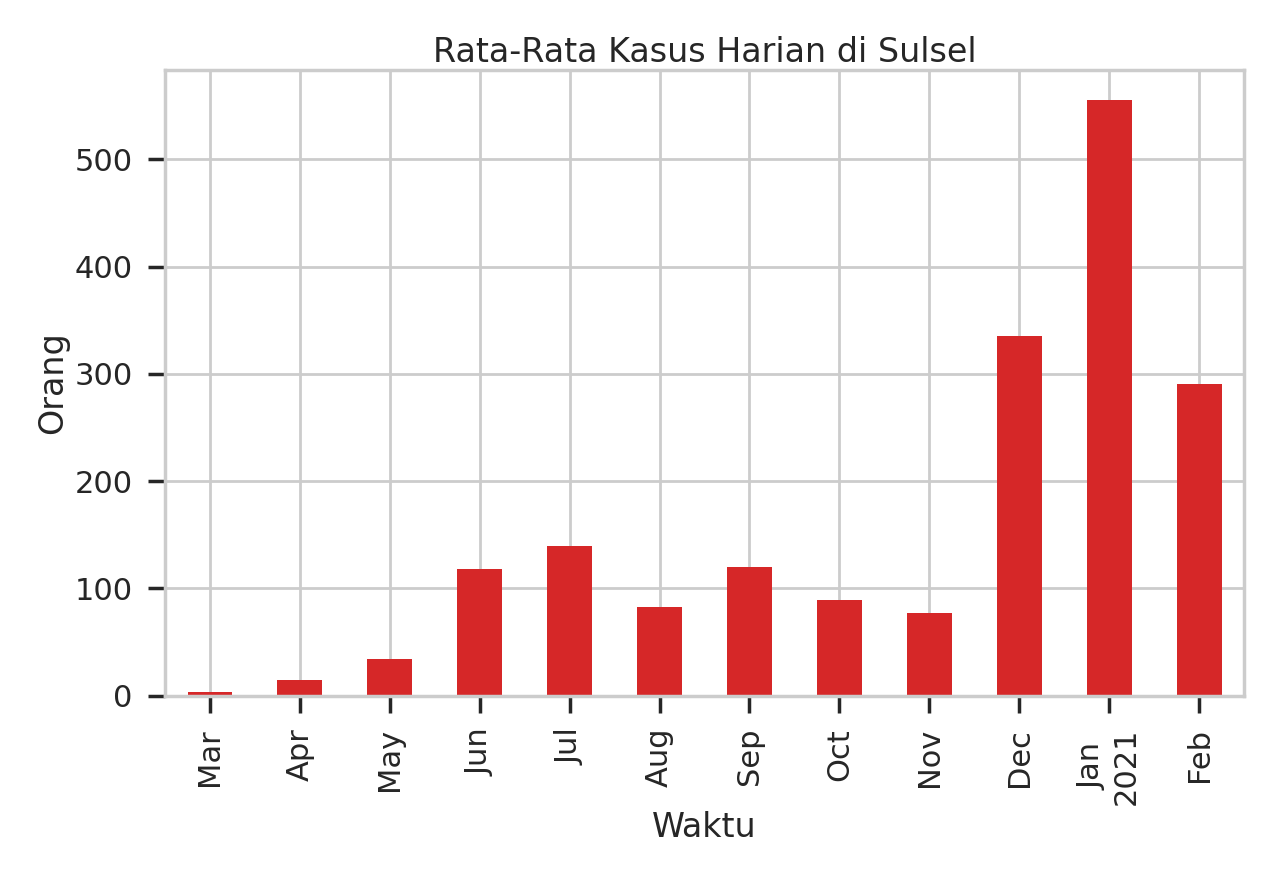 Rata-Rata Kasus Harian di Sulsel
500
400
300
200
100
0
Orang
Mar
Apr
May
Jun
Jul
Aug
Sep
Oct
Nov
Dec
Jan
2021
Feb
Waktu